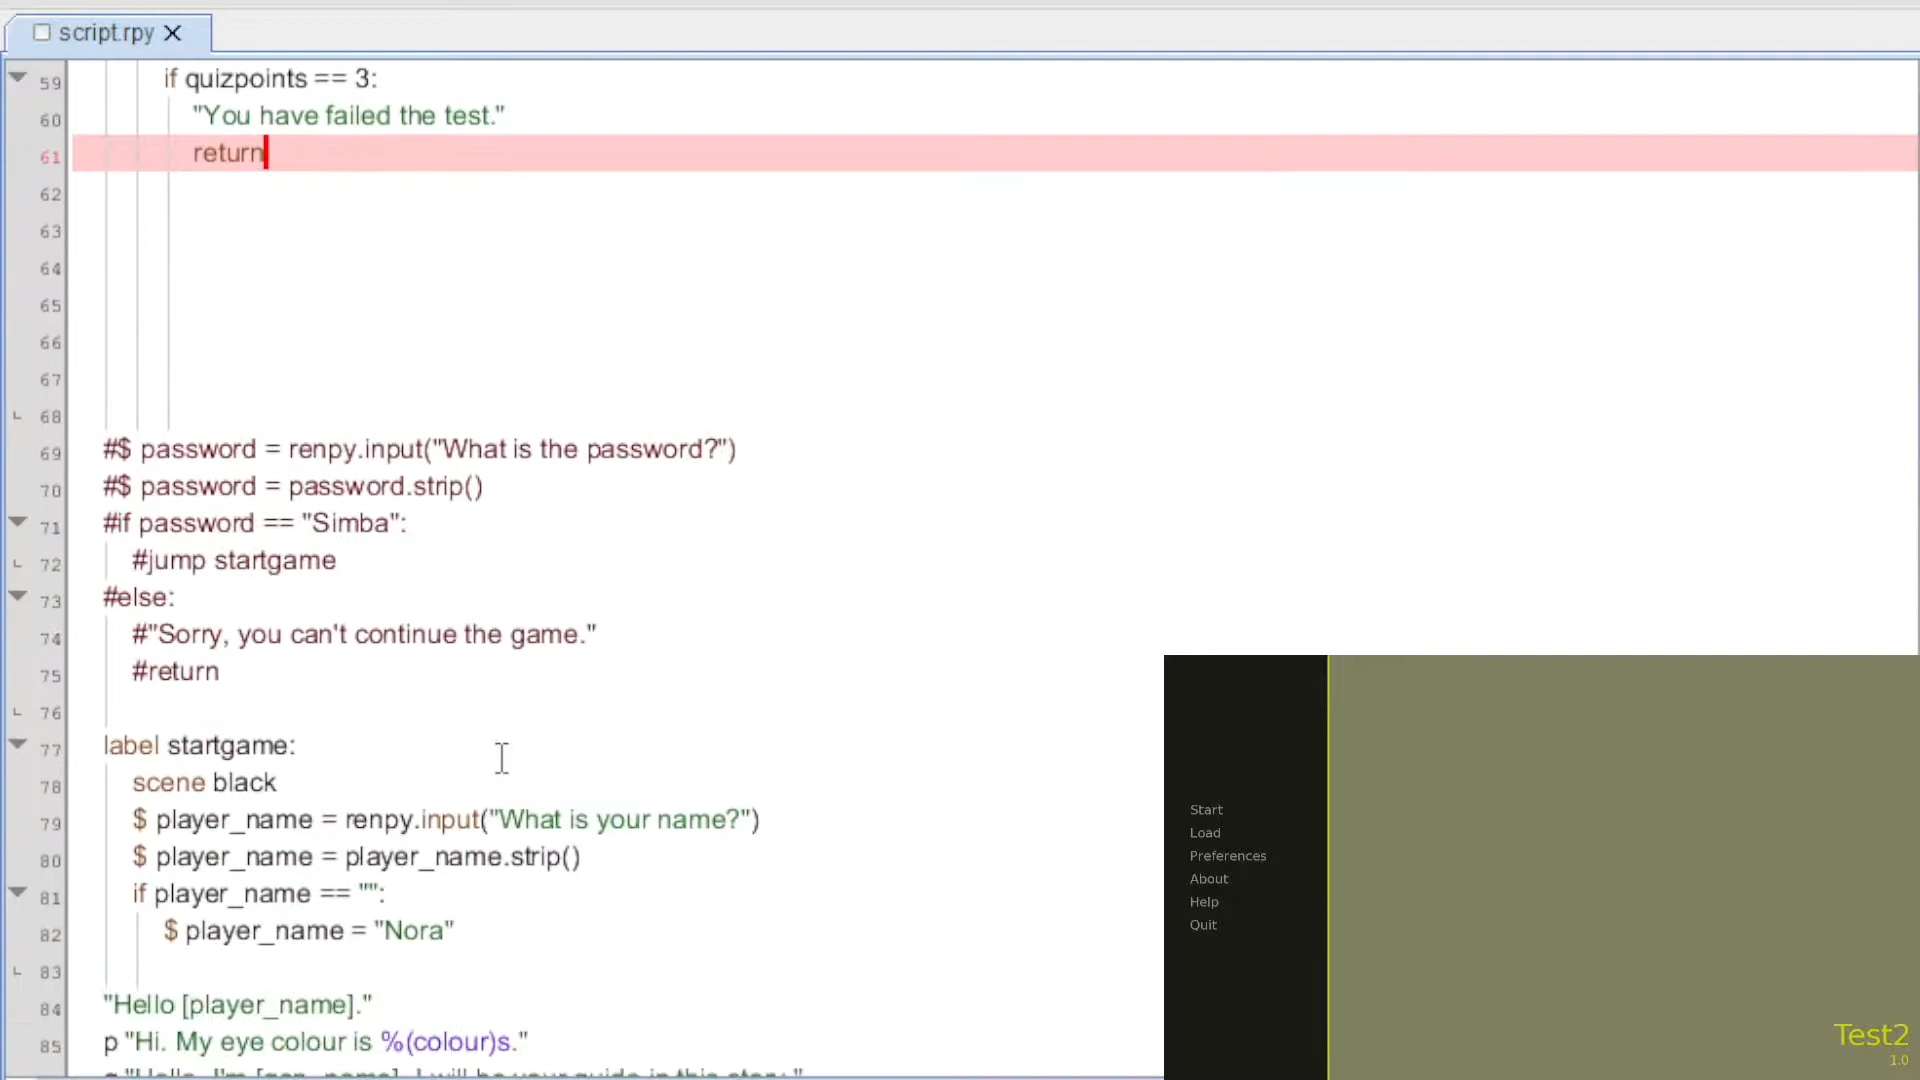 script.rpy
59 if quizpoints == 3:
60 "You have failed the test."
61 return
62
63
64
65
66
67
68
69 #$ password = renpy.input("What is the password?")
70 #$ password = password.strip()
71 #if password == "Simba":
72 #jump startgame
73 #else:
74 #"Sorry, you can't continue the game."
75 #return
76
77 label startgame:
78 scene black
79 $ player_name = renpy.input("What is your name?")
80 $ player_name = player_name.strip()
81 if player_name == "":
82 $ player_name = "Nora"
83
84 "Hello [player_name]."
85 p "Hi. My eye colour is %(colour)s."
Start
Load
Preferences
About
Help
Quit
Test2
1.0